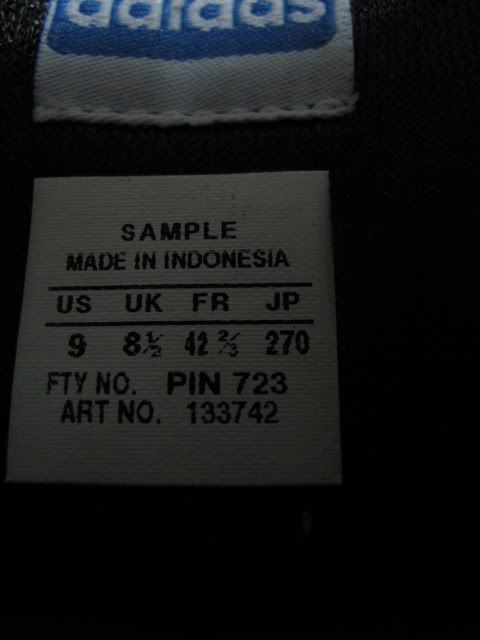 adidas
SAMPLE
MADE IN INDONESIA
US UK FR JP
9 8½ 42⅔ 270
FTY NO. PIN 723
ART NO. 133742